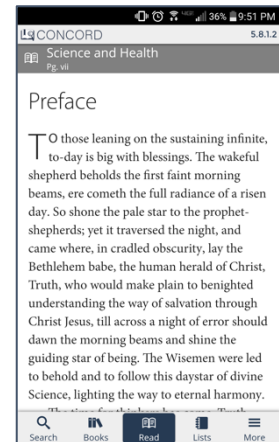 36% 9:51 PM
CONCORD 5.8.1.2
Science and Health
Pg. vii
Preface
TO those leaning on the sustaining infinite,
to-day is big with blessings. The wakeful
shepherd beholds the first faint morning
beams, ere cometh the full radiance of a risen
day. So shone the pale star to the prophet-
shepherds; yet it traversed the night, and
came where, in cradled obscurity, lay the
Bethlehem babe, the human herald of Christ,
Truth, who would make plain to benighted
understanding the way of salvation through
Christ Jesus, till across a night of error should
dawn the morning beams and shine the
guiding star of being. The Wisemen were led
to behold and to follow this daystar of divine
Science, lighting the way to eternal harmony.
Search Books Read Lists More